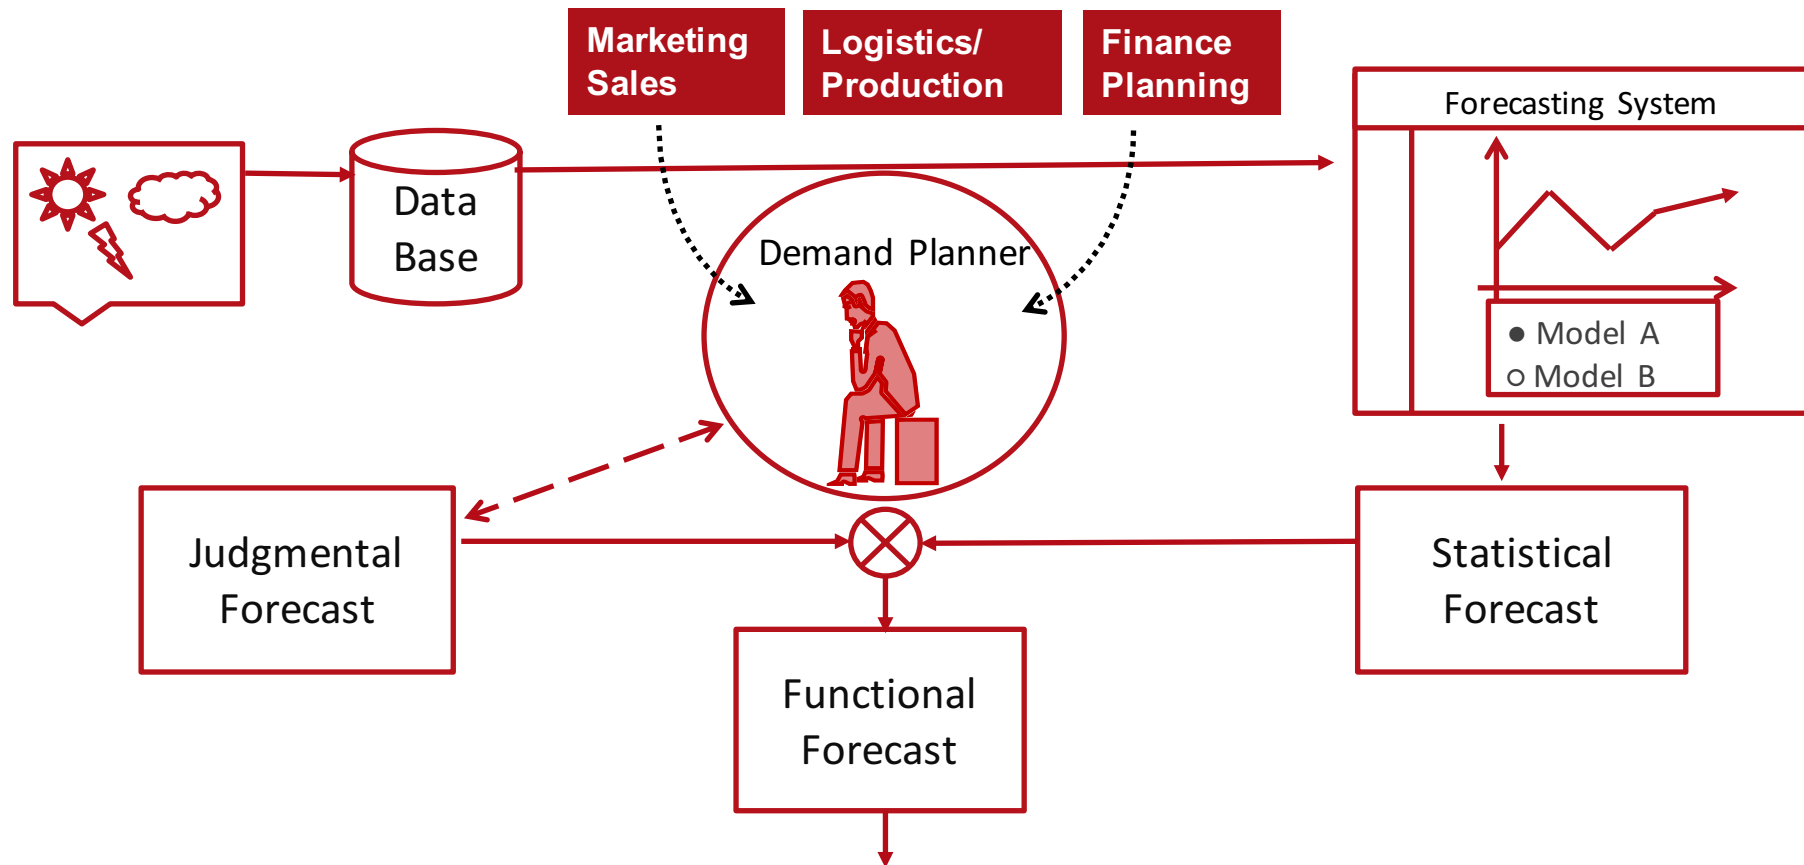 Marketing
Sales
Logistics/
Production
Finance
Planning
Forecasting System
Data
Base
Demand Planner
Model A
Model B
Judgmental
Forecast
Statistical
Forecast
Functional
Forecast